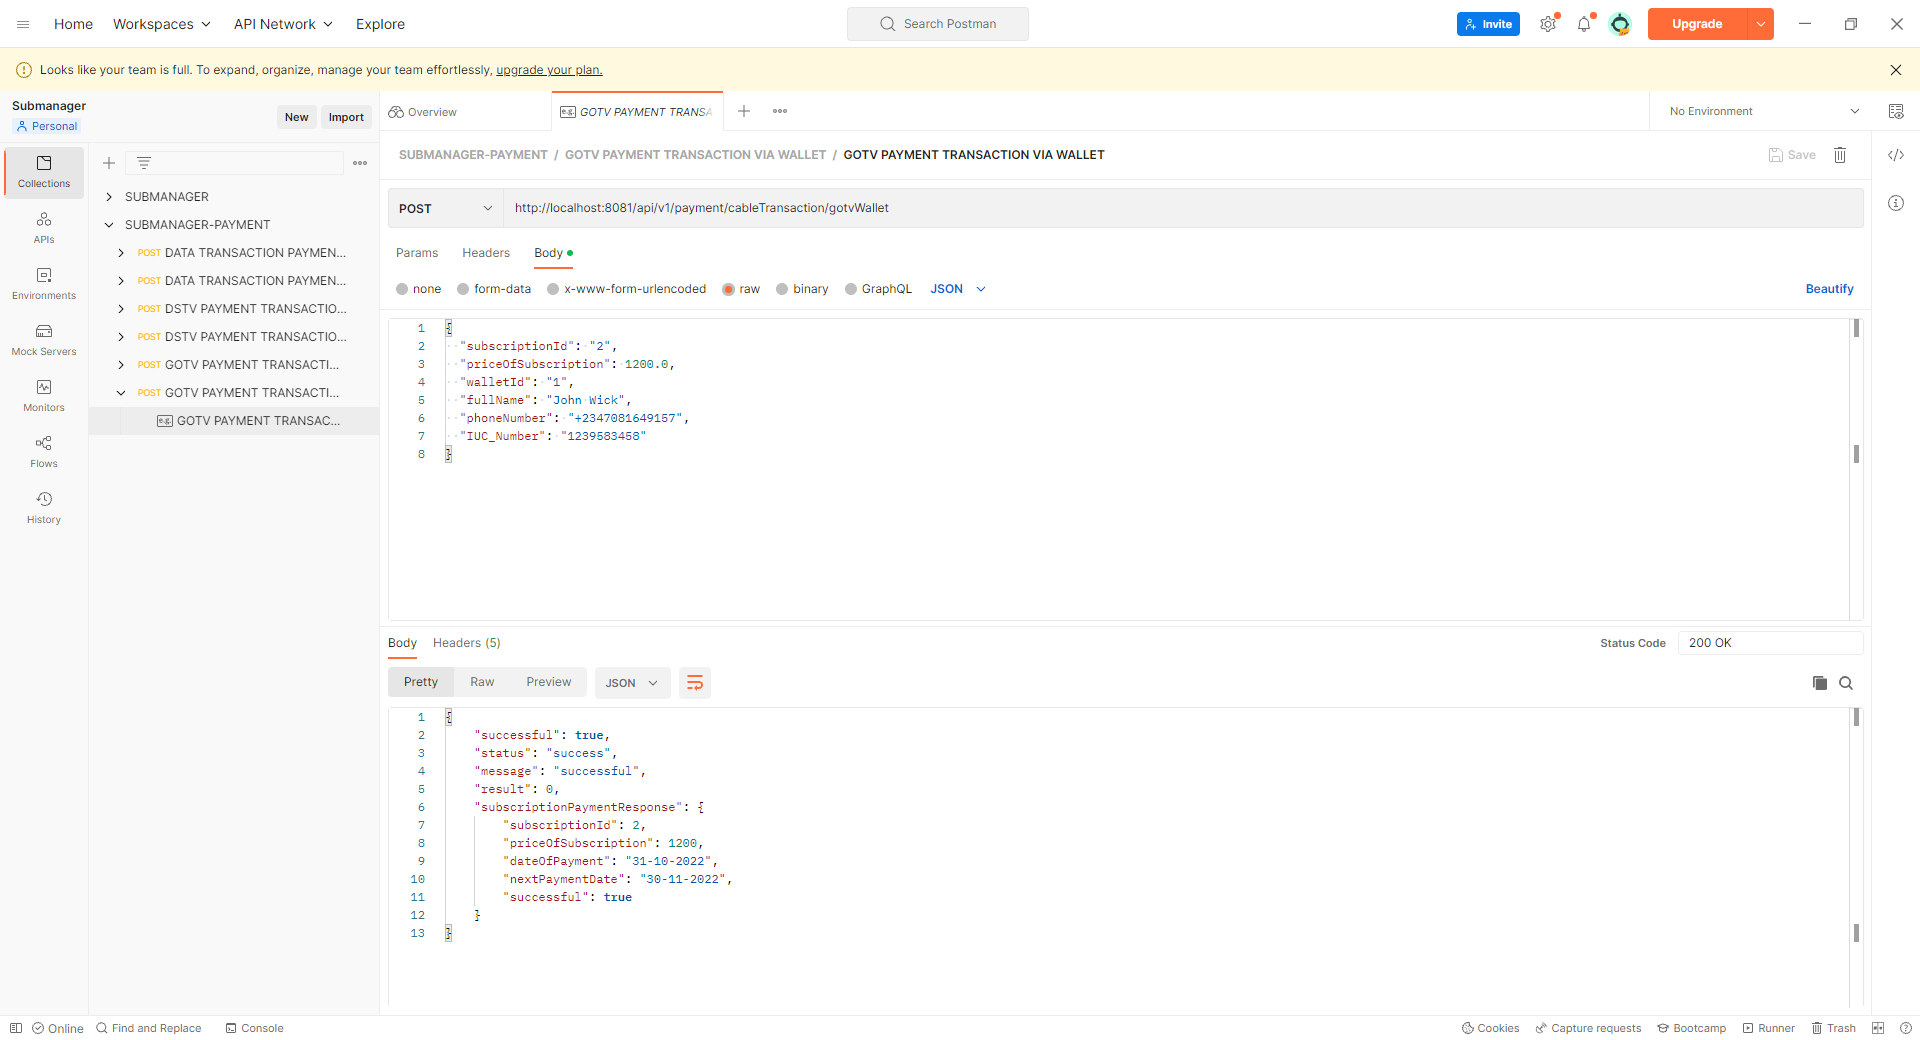 Home Workspaces API Network Explore Search Postman Invite Upgrade
Looks like your team is full. To expand, organize, manage your team effortlessly, upgrade your plan.
Submanager
Personal
New Import
Collections
APIs
Environments
Mock Servers
Monitors
Flows
History
SUBMANAGER
SUBMANAGER-PAYMENT
POST DATA TRANSACTION PAYMEN...
POST DATA TRANSACTION PAYMEN...
POST DSTV PAYMENT TRANSACTIO...
POST DSTV PAYMENT TRANSACTIO...
POST GOTV PAYMENT TRANSACTI...
POST GOTV PAYMENT TRANSACTI...
e.g. GOTV PAYMENT TRANSAC...
Overview e.g. GOTV PAYMENT TRANSA No Environment
SUBMANAGER-PAYMENT / GOTV PAYMENT TRANSACTION VIA WALLET / GOTV PAYMENT TRANSACTION VIA WALLET Save
POST http://localhost:8081/api/v1/payment/cableTransaction/gotvWallet
Params Headers Body
none form-data x-www-form-urlencoded raw binary GraphQL JSON Beautify
1 {
2 "subscriptionId": "2",
3 "priceOfSubscription": 1200.0,
4 "walletId": "1",
5 "fullName": "John Wick",
6 "phoneNumber": "+2347081649157",
7 "IUC_Number": "1239583458"
8 }
Body Headers (5) Status Code 200 OK
Pretty Raw Preview JSON
1 {
2 "successful": true,
3 "status": "success",
4 "message": "successful",
5 "result": 0,
6 "subscriptionPaymentResponse": {
7 "subscriptionId": 2,
8 "priceOfSubscription": 1200,
9 "dateOfPayment": "31-10-2022",
10 "nextPaymentDate": "30-11-2022",
11 "successful": true
12 }
13 }
Online Find and Replace Console Cookies Capture requests Bootcamp Runner Trash